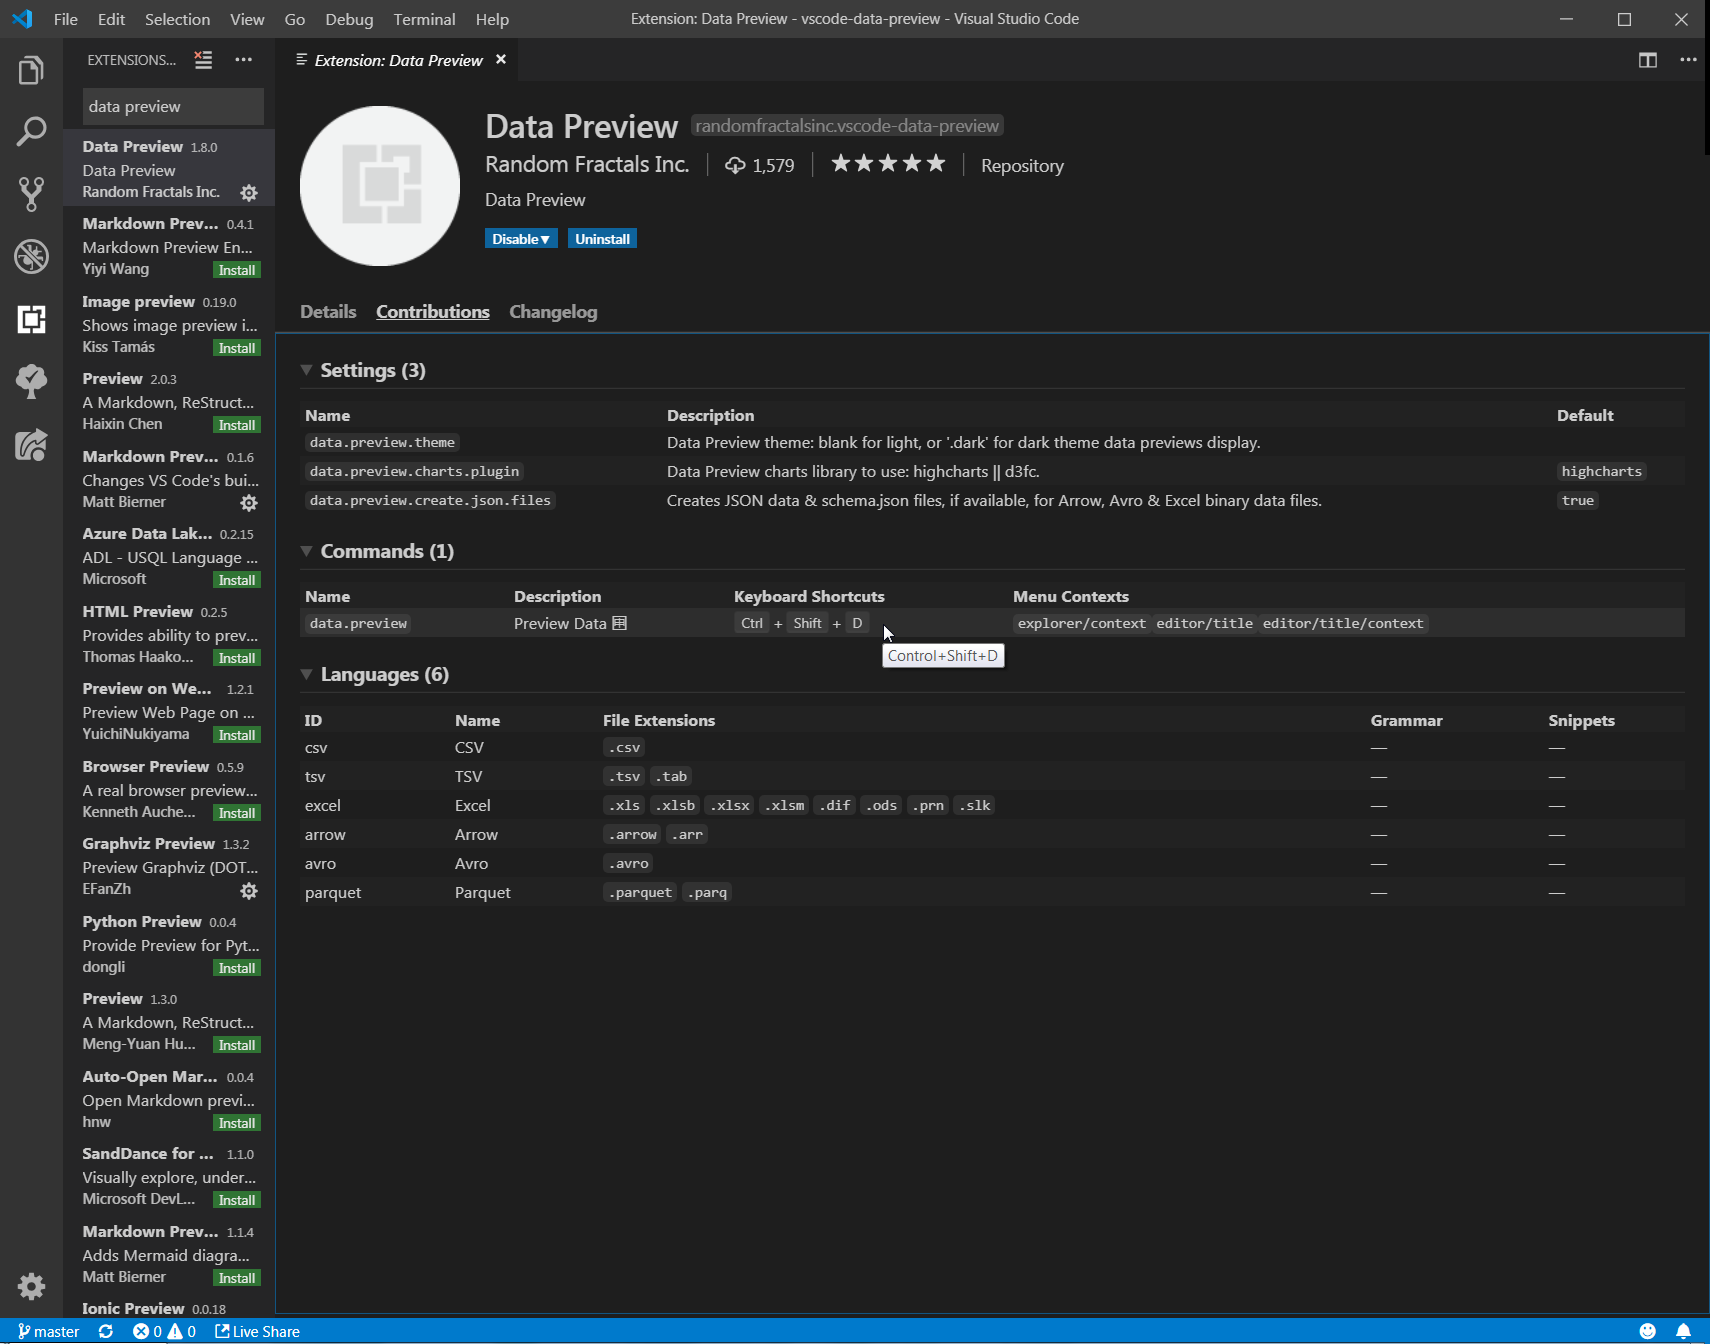 File Edit Selection View Go Debug Terminal Help Extension: Data Preview - vscode-data-preview - Visual Studio Code
EXTENSIONS...
Extension: Data Preview
data preview
Data Preview 1.8.0
Data Preview
Random Fractals Inc.
Markdown Prev... 0.4.1
Markdown Preview En...
Yiyi Wang Install
Image preview 0.19.0
Shows image preview i...
Kiss Tamás Install
Preview 2.0.3
A Markdown, ReStruct...
Haixin Chen Install
Markdown Prev... 0.1.6
Changes VS Code's bui...
Matt Bierner
Azure Data Lak... 0.2.15
ADL - USQL Language ...
Microsoft Install
HTML Preview 0.2.5
Provides ability to prev...
Thomas Haako... Install
Preview on We... 1.2.1
Preview Web Page on ...
YuichiNukiyama Install
Browser Preview 0.5.9
A real browser preview...
Kenneth Auche... Install
Graphviz Preview 1.3.2
Preview Graphviz (DOT...
EFanZh
Python Preview 0.0.4
Provide Preview for Pyt...
dongli Install
Preview 1.3.0
A Markdown, ReStruct...
Meng-Yuan Hu... Install
Auto-Open Mar... 0.0.4
Open Markdown previ...
hnw Install
SandDance for ... 1.1.0
Visually explore, under...
Microsoft DevL... Install
Markdown Prev... 1.1.4
Adds Mermaid diagra...
Matt Bierner Install
Ionic Preview 0.0.18
Data Preview randomfractalsinc.vscode-data-preview
Random Fractals Inc. 1,579 ★★★★★ Repository
Data Preview
Disable▼ Uninstall
Details Contributions Changelog
Settings (3)
Name Description Default
data.preview.theme Data Preview theme: blank for light, or '.dark' for dark theme data previews display.
data.preview.charts.plugin Data Preview charts library to use: highcharts || d3fc. highcharts
data.preview.create.json.files Creates JSON data & schema.json files, if available, for Arrow, Avro & Excel binary data files. true
Commands (1)
Name Description Keyboard Shortcuts Menu Contexts
data.preview Preview Data Ctrl + Shift + D explorer/context editor/title editor/title/context
Control+Shift+D
Languages (6)
ID Name File Extensions Grammar Snippets
csv CSV .csv — —
tsv TSV .tsv .tab — —
excel Excel .xls .xlsb .xlsx .xlsm .dif .ods .prn .slk — —
arrow Arrow .arrow .arr — —
avro Avro .avro — —
parquet Parquet .parquet .parq — —
master 0 0 Live Share